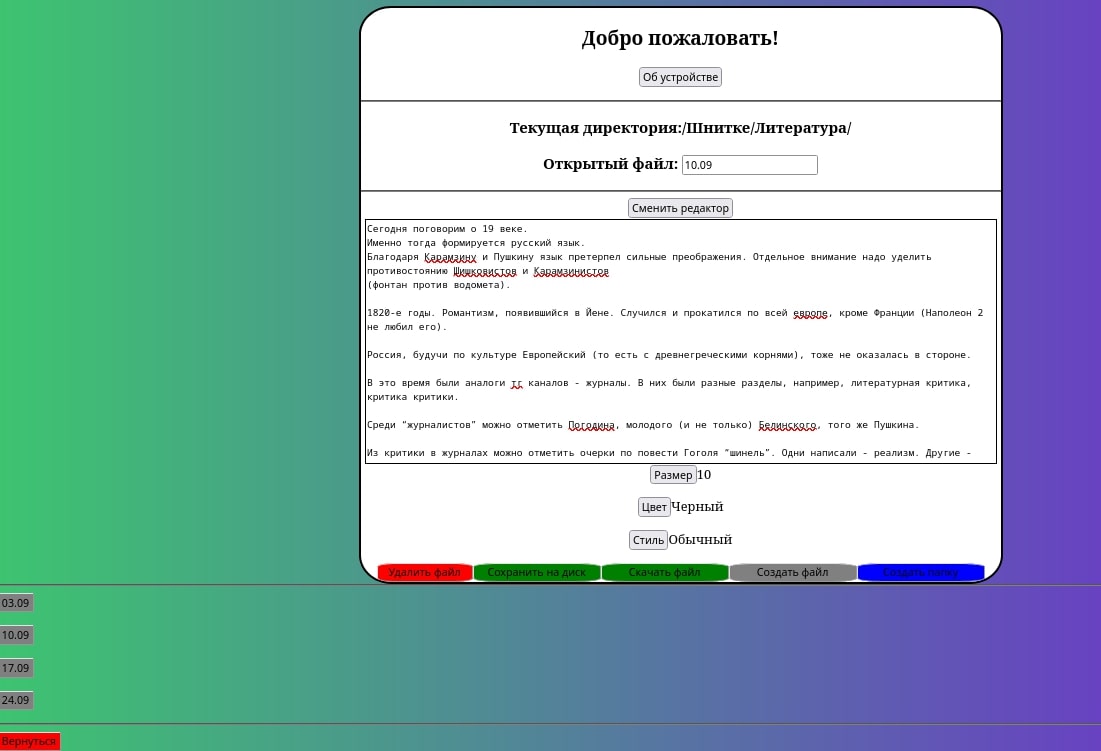 Добро пожаловать!
Об устройстве
Текущая директория:/Шнитке/Литература/
Открытый файл: 10.09
Сменить редактор
Сегодня поговорим о 19 веке.
Именно тогда формируется русский язык.
Благодаря Карамзину и Пушкину язык претерпел сильные преображения. Отдельное внимание надо уделить
противостоянию Шишковистов и Карамзинистов
(фонтан против водомета).
1820-е годы. Романтизм, появившийся в Йене. Случился и прокатился по всей европе, кроме Франции (Наполеон 2
не любил его).
Россия, будучи по культуре Европейский (то есть с древнегреческими корнями), тоже не оказалась в стороне.
В это время были аналоги тг каналов - журналы. В них были разные разделы, например, литературная критика,
критика критики.
Среди “журналистов” можно отметить Погодина, молодого (и не только) Белинского, того же Пушкина.
Из критики в журналах можно отметить очерки по повести Гоголя “шинель”. Одни написали - реализм. Другие -
Размер 10
Цвет Черный
Стиль Обычный
Удалить файл Сохранить на диск Скачать файл Создать файл Создать папку
03.09
10.09
17.09
24.09
Вернуться